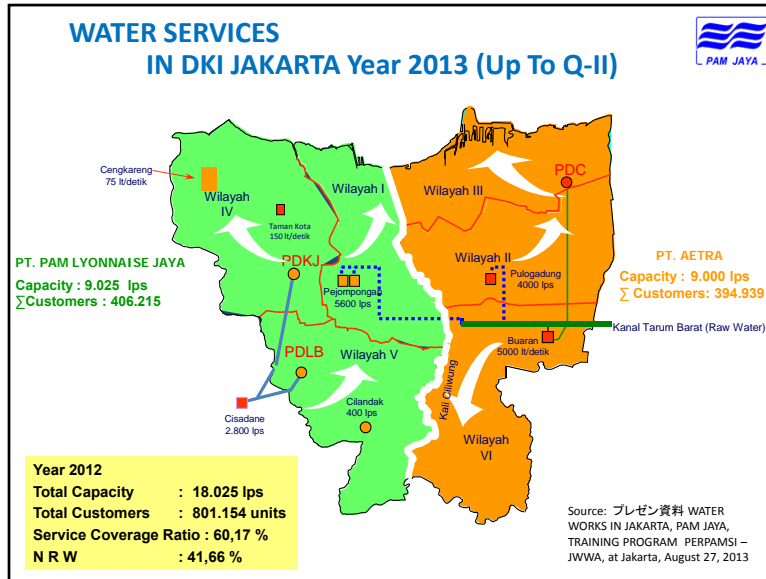 WATER SERVICES
IN DKI JAKARTA Year 2013 (Up To Q-II)
PAM JAYA
Cengkareng
75 lt/detik
Wilayah
IV
Wilayah I
Wilayah III
PDC
Taman Kota
150 lt/detik
PT. PAM LYONNAISE JAYA
Capacity : 9.025 lps
∑Customers : 406.215
PDKJ
Pejompongan
5600 lps
Wilayah II
Pulogadung
4000 lps
PT. AETRA
Capacity : 9.000 lps
∑ Customers: 394.939
Kanal Tarum Barat (Raw Water)
Buaran
5000 lt/detik
PDLB
Wilayah V
Kali Ciliwung
Cisadane
2.800 lps
Cilandak
400 lps
Wilayah
VI
Year 2012
Total Capacity : 18.025 lps
Total Customers : 801.154 units
Service Coverage Ratio : 60,17 %
N R W : 41,66 %
Source: プレゼン資料 WATER
WORKS IN JAKARTA, PAM JAYA,
TRAINING PROGRAM PERPAMSI –
JWWA, at Jakarta, August 27, 2013